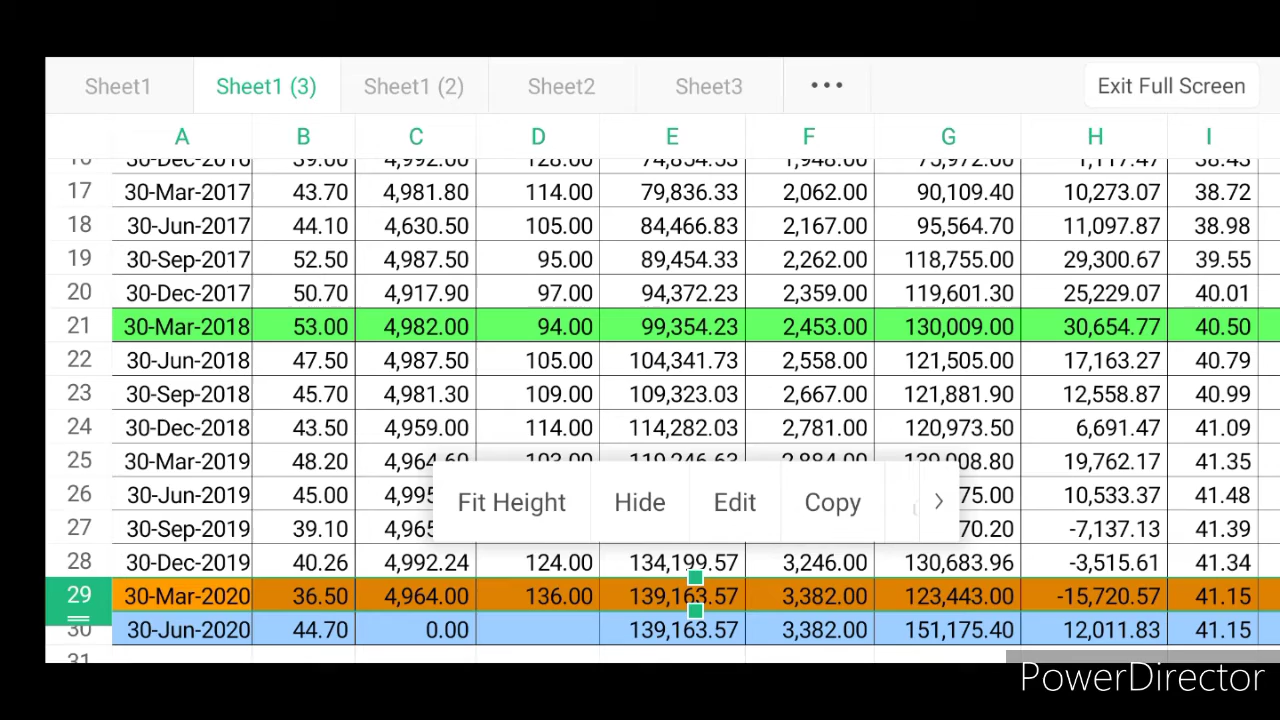 Sheet1 Sheet1 (3) Sheet1 (2) Sheet2 Sheet3 ••• Exit Full Screen
A B C D E F G H I
17 30-Mar-2017 43.70 4,981.80 114.00 79,836.33 2,062.00 90,109.40 10,273.07 38.72
18 30-Jun-2017 44.10 4,630.50 105.00 84,466.83 2,167.00 95,564.70 11,097.87 38.98
19 30-Sep-2017 52.50 4,987.50 95.00 89,454.33 2,262.00 118,755.00 29,300.67 39.55
20 30-Dec-2017 50.70 4,917.90 97.00 94,372.23 2,359.00 119,601.30 25,229.07 40.01
21 30-Mar-2018 53.00 4,982.00 94.00 99,354.23 2,453.00 130,009.00 30,654.77 40.50
22 30-Jun-2018 47.50 4,987.50 105.00 104,341.73 2,558.00 121,505.00 17,163.27 40.79
23 30-Sep-2018 45.70 4,981.30 109.00 109,323.03 2,667.00 121,881.90 12,558.87 40.99
24 30-Dec-2018 43.50 4,959.00 114.00 114,282.03 2,781.00 120,973.50 6,691.47 41.09
25 30-Mar-2019 48.20 19,762.17 41.35
26 30-Jun-2019 45.00 10,533.37 41.48
Fit Height Hide Edit Copy >
27 30-Sep-2019 39.10 -7,137.13 41.39
28 30-Dec-2019 40.26 4,992.24 124.00 134,199.57 3,246.00 130,683.96 -3,515.61 41.34
29 30-Mar-2020 36.50 4,964.00 136.00 139,163.57 3,382.00 123,443.00 -15,720.57 41.15
30 30-Jun-2020 44.70 0.00 139,163.57 3,382.00 151,175.40 12,011.83 41.15
PowerDirector